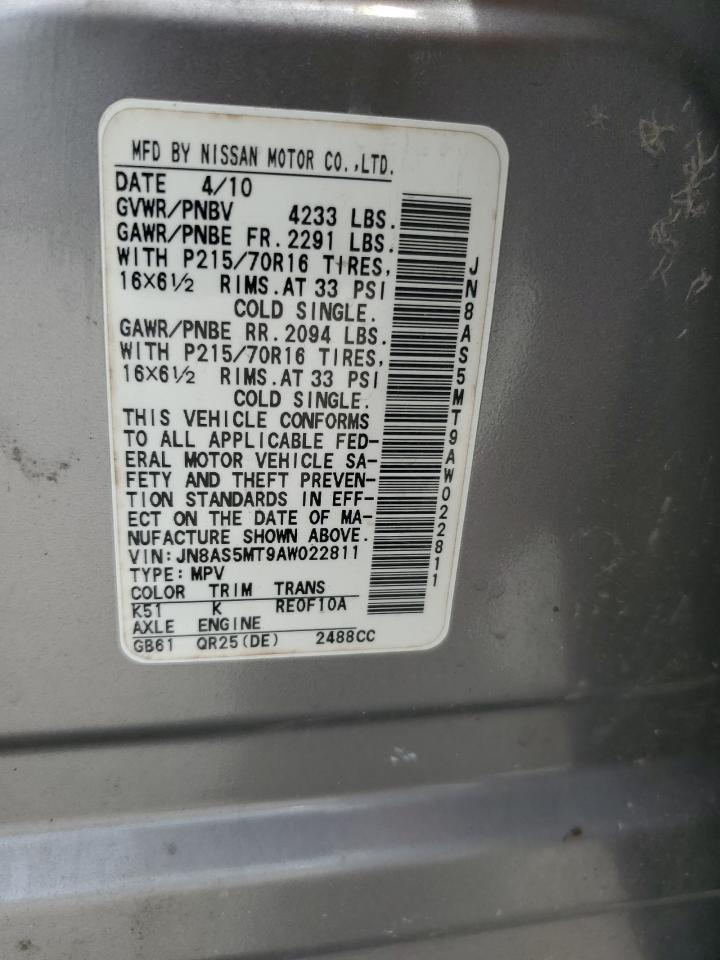 MFD BY NISSAN MOTOR CO.,LTD.
DATE 4/10
GVWR/PNBV 4233 LBS.
GAWR/PNBE FR. 2291 LBS.
WITH P215/70R16 TIRES,
16X6½ RIMS. AT 33 PSI
COLD SINGLE.
GAWR/PNBE RR. 2094 LBS.
WITH P215/70R16 TIRES,
16X6½ RIMS. AT 33 PSI
COLD SINGLE.
THIS VEHICLE CONFORMS
TO ALL APPLICABLE FED-
ERAL MOTOR VEHICLE SA-
FETY AND THEFT PREVEN-
TION STANDARDS IN EFF-
ECT ON THE DATE OF MA-
NUFACTURE SHOWN ABOVE.
VIN:JN8AS5MT9AW022811
TYPE:MPV
COLOR TRIM TRANS
K51 K RE0F10A
AXLE ENGINE
GB61 QR25(DE) 2488CC
JN8AS5MT9AW022811